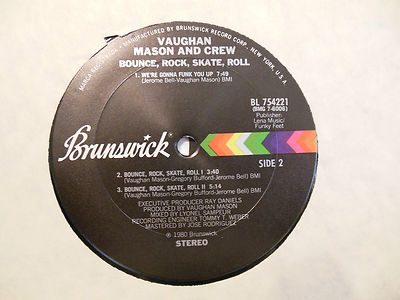 MARCA REGISTRADA · MANUFACTURED BY BRUNSWICK RECORD CORP., NEW YORK, U.S.A.
VAUGHAN
MASON AND CREW
BOUNCE, ROCK, SKATE, ROLL
1. WE'RE GONNA FUNK YOU UP 7:49
(Jerome Bell-Vaughan Mason) BMI
BL 754221
(BMG 7-6008)
Publisher:
Lena Music/
Funky Feet
Brunswick
SIDE 2
2. BOUNCE, ROCK, SKATE, ROLL I 3:40
(Vaughan Mason-Gregory Bufford-Jerome Bell) BMI
3. BOUNCE, ROCK, SKATE, ROLL II 5:14
(Vaughan Mason-Gregory Bufford-Jerome Bell) BMI
EXECUTIVE PRODUCER RAY DANIELS
PRODUCED BY VAUGHAN MASON
MIXED BY LYONEL SAMPEUR
RECORDING ENGINEER TOMMY T. WEBER
MASTERED BY JOSE RODRIGUEZ
℗ 1980 Brunswick
STEREO